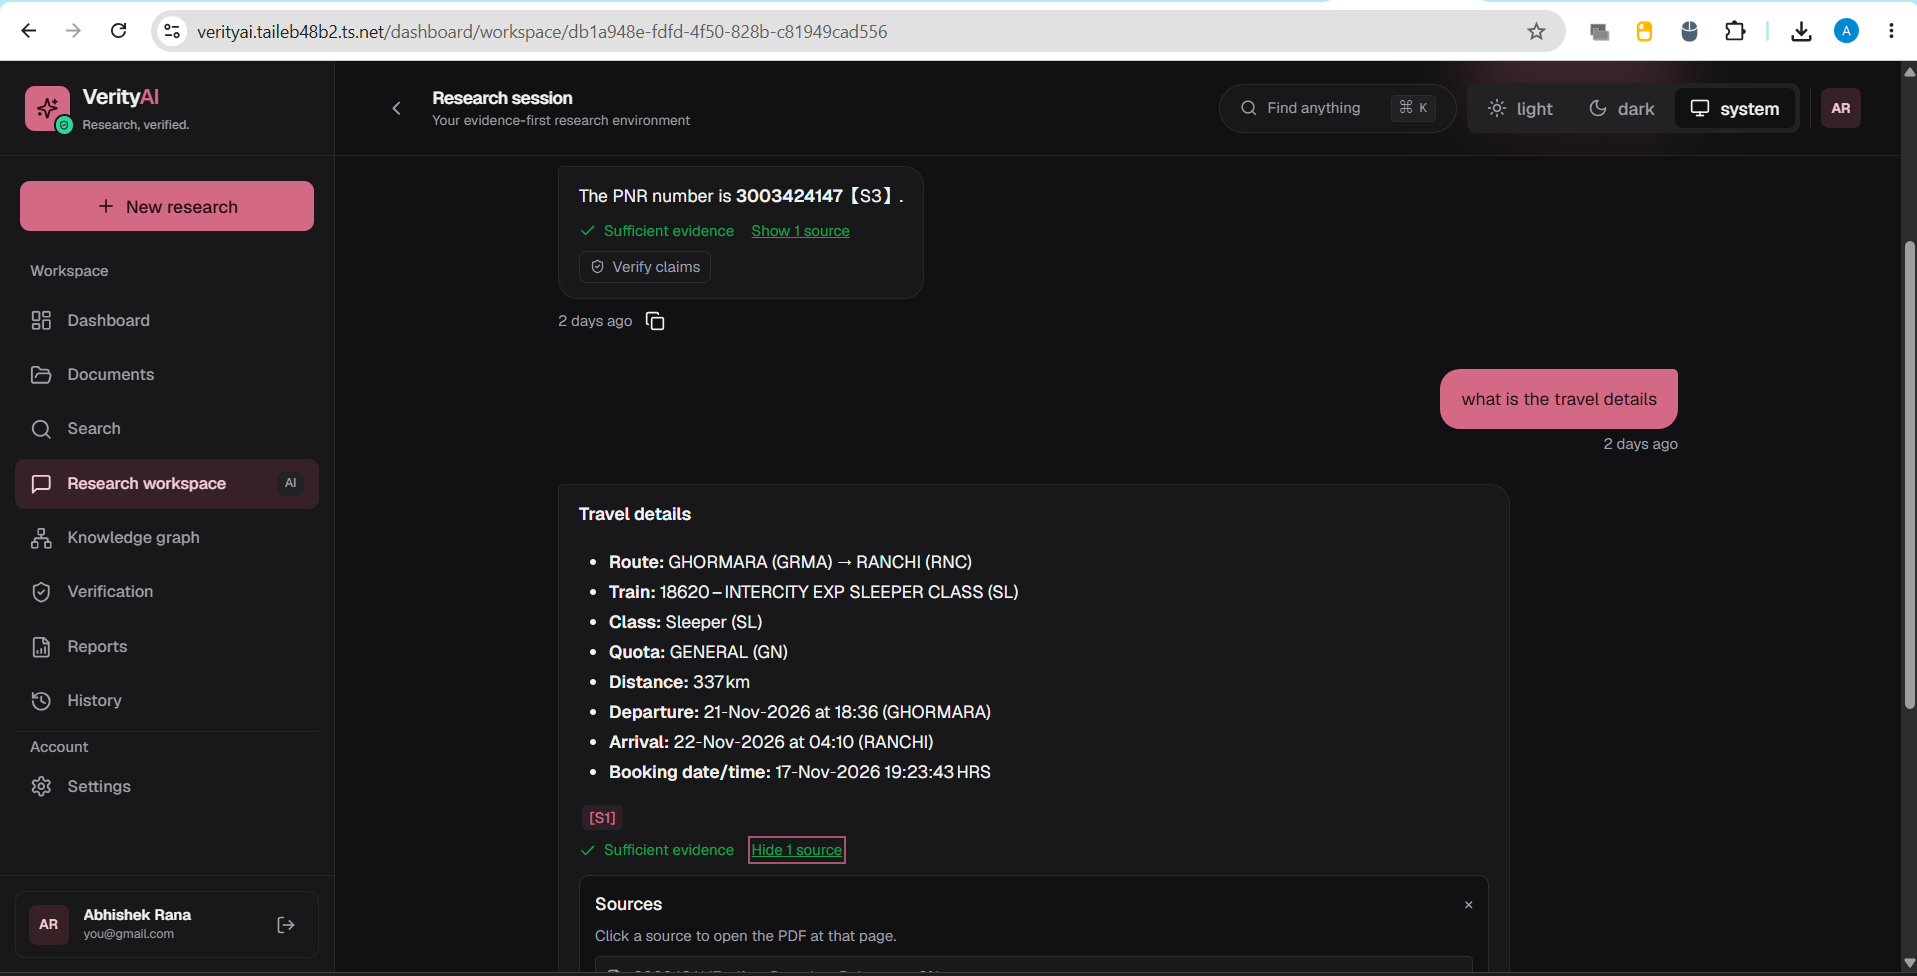 verityai.taileb48b2.ts.net/dashboard/workspace/db1a948e-fdfd-4f50-828b-c81949cad556
A
VerityAI
Research, verified.
Research session
Your evidence-first research environment
Find anything
⌘ K
light
dark
system
AR
New research
Workspace
Dashboard
Documents
Search
Research workspace
AI
Knowledge graph
Verification
Reports
History
Account
Settings
AR
Abhishek Rana
you@gmail.com
The PNR number is 3003424147【S3】.
Sufficient evidence Show 1 source
Verify claims
2 days ago
what is the travel details
2 days ago
Travel details
• Route: GHORMARA (GRMA) → RANCHI (RNC)
• Train: 18620 – INTERCITY EXP SLEEPER CLASS (SL)
• Class: Sleeper (SL)
• Quota: GENERAL (GN)
• Distance: 337 km
• Departure: 21-Nov-2026 at 18:36 (GHORMARA)
• Arrival: 22-Nov-2026 at 04:10 (RANCHI)
• Booking date/time: 17-Nov-2026 19:23:43 HRS
[S1]
Sufficient evidence Hide 1 source
Sources
×
Click a source to open the PDF at that page.